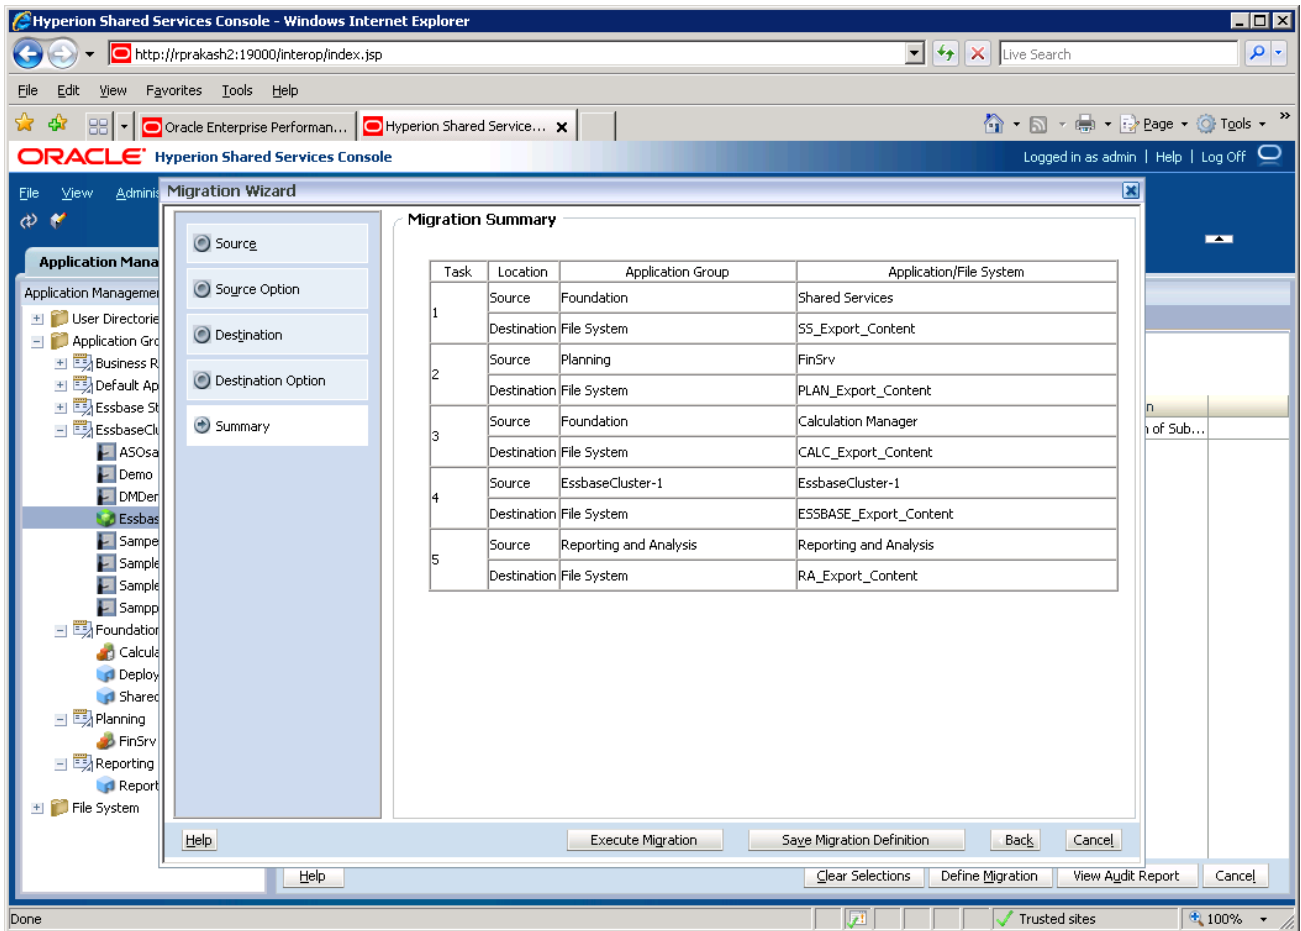 Hyperion Shared Services Console - Windows Internet Explorer
http://rprakash2:19000/interop/index.jsp
Live Search
File Edit View Favorites Tools Help
Oracle Enterprise Performan... Hyperion Shared Service... Page Tools »
ORACLE Hyperion Shared Services Console Logged in as admin | Help | Log Off
File View Adminis
Migration Wizard
Application Mana
Application Managemen
User Directorie
Application Gro
Business R
Default Ap
Essbase St
EssbaseClu
ASOsa
Demo
DMDer
Essbas
Sampe
Sample
Sample
Sampp
Foundation
Calcula
Deploy
Shared
Planning
FinSrv
Reporting
Report
File System
Source
Source Option
Destination
Destination Option
Summary
Migration Summary
Task Location Application Group Application/File System
1 Source Foundation Shared Services
Destination File System SS_Export_Content
2 Source Planning FinSrv
Destination File System PLAN_Export_Content
3 Source Foundation Calculation Manager
Destination File System CALC_Export_Content
4 Source EssbaseCluster-1 EssbaseCluster-1
Destination File System ESSBASE_Export_Content
5 Source Reporting and Analysis Reporting and Analysis
Destination File System RA_Export_Content
n
of Sub...
Help Execute Migration Save Migration Definition Back Cancel
Help Clear Selections Define Migration View Audit Report Cancel
Done Trusted sites 100%